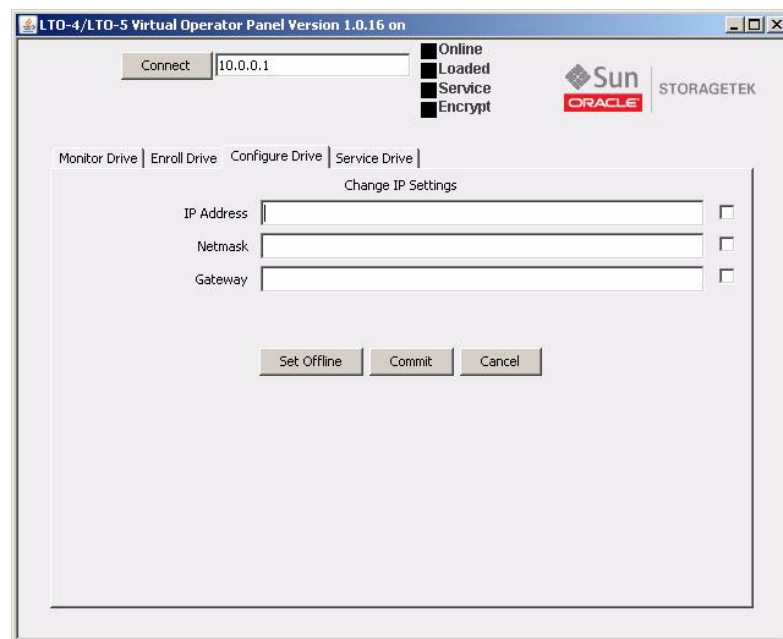 LTO-4/LTO-5 Virtual Operator Panel Version 1.0.16 on
Connect
10.0.0.1
Online
Loaded
Service
Encrypt
Sun
ORACLE
STORAGETEK
Monitor Drive
Enroll Drive
Configure Drive
Service Drive
Change IP Settings
IP Address
Netmask
Gateway
Set Offline
Commit
Cancel